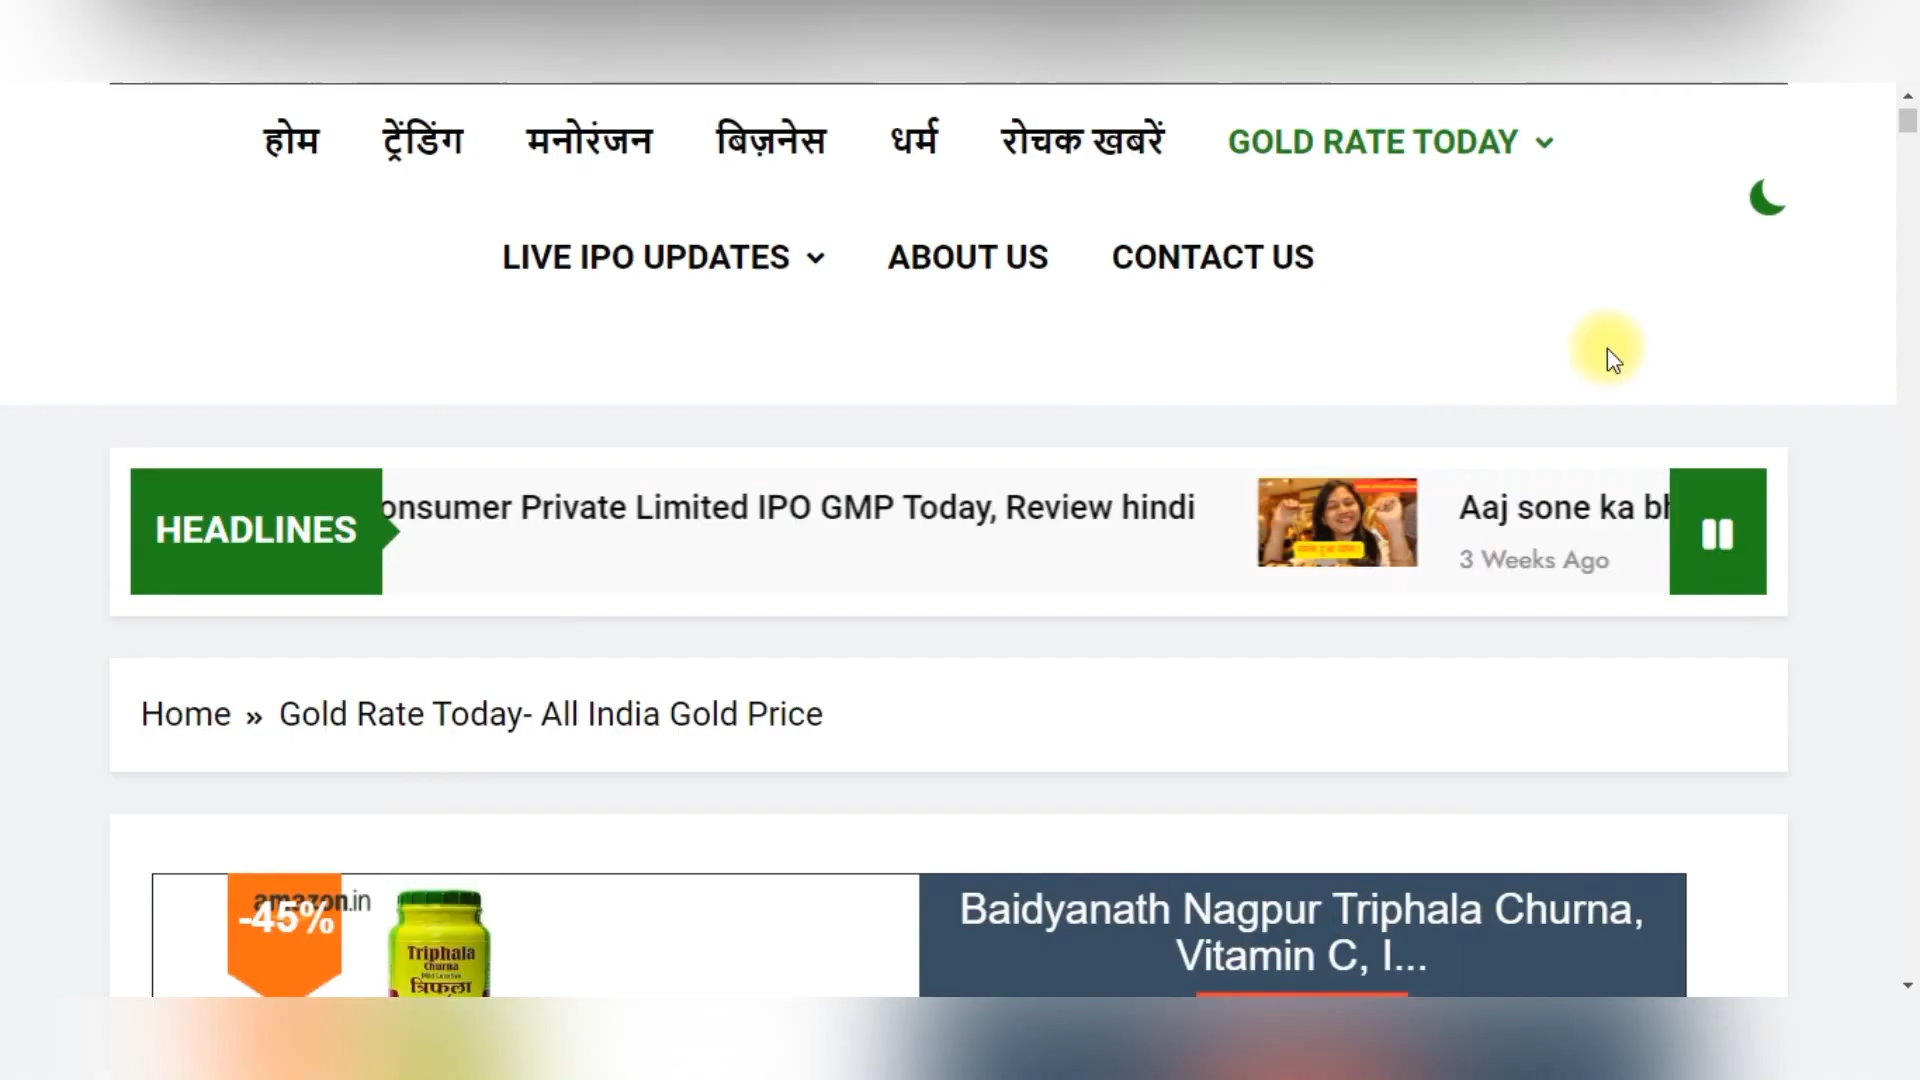 होम ट्रेंडिंग मनोरंजन बिज़नेस धर्म रोचक खबरें GOLD RATE TODAY
LIVE IPO UPDATES ABOUT US CONTACT US
HEADLINES
onsumer Private Limited IPO GMP Today, Review hindi
Aaj sone ka bh
3 Weeks Ago
Home » Gold Rate Today- All India Gold Price
amazon.in
-45%
Triphala
Churna
त्रिफला
Baidyanath Nagpur Triphala Churna,
Vitamin C, I...